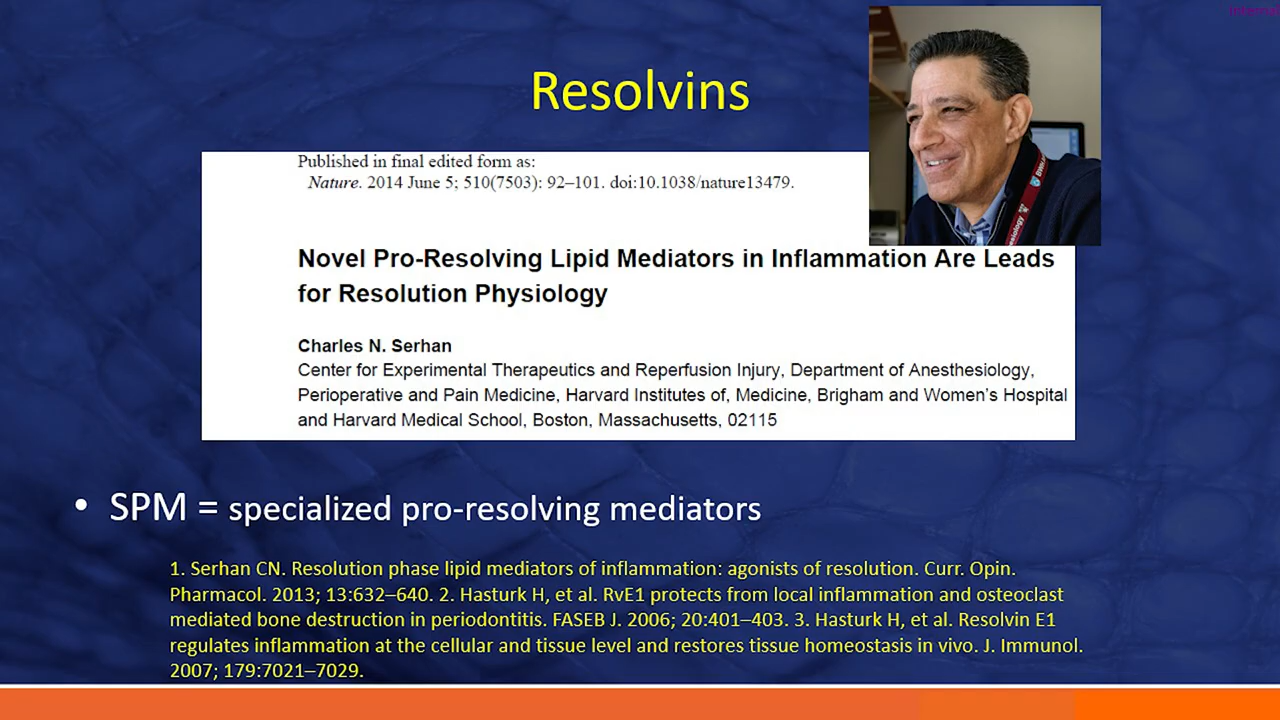 Internal
Resolvins
Published in final edited form as:
Nature. 2014 June 5; 510(7503): 92–101. doi:10.1038/nature13479.
Novel Pro-Resolving Lipid Mediators in Inflammation Are Leads
for Resolution Physiology
Charles N. Serhan
Center for Experimental Therapeutics and Reperfusion Injury, Department of Anesthesiology,
Perioperative and Pain Medicine, Harvard Institutes of, Medicine, Brigham and Women's Hospital
and Harvard Medical School, Boston, Massachusetts, 02115
• SPM = specialized pro-resolving mediators
1. Serhan CN. Resolution phase lipid mediators of inflammation: agonists of resolution. Curr. Opin.
Pharmacol. 2013; 13:632–640. 2. Hasturk H, et al. RvE1 protects from local inflammation and osteoclast
mediated bone destruction in periodontitis. FASEB J. 2006; 20:401–403. 3. Hasturk H, et al. Resolvin E1
regulates inflammation at the cellular and tissue level and restores tissue homeostasis in vivo. J. Immunol.
2007; 179:7021–7029.